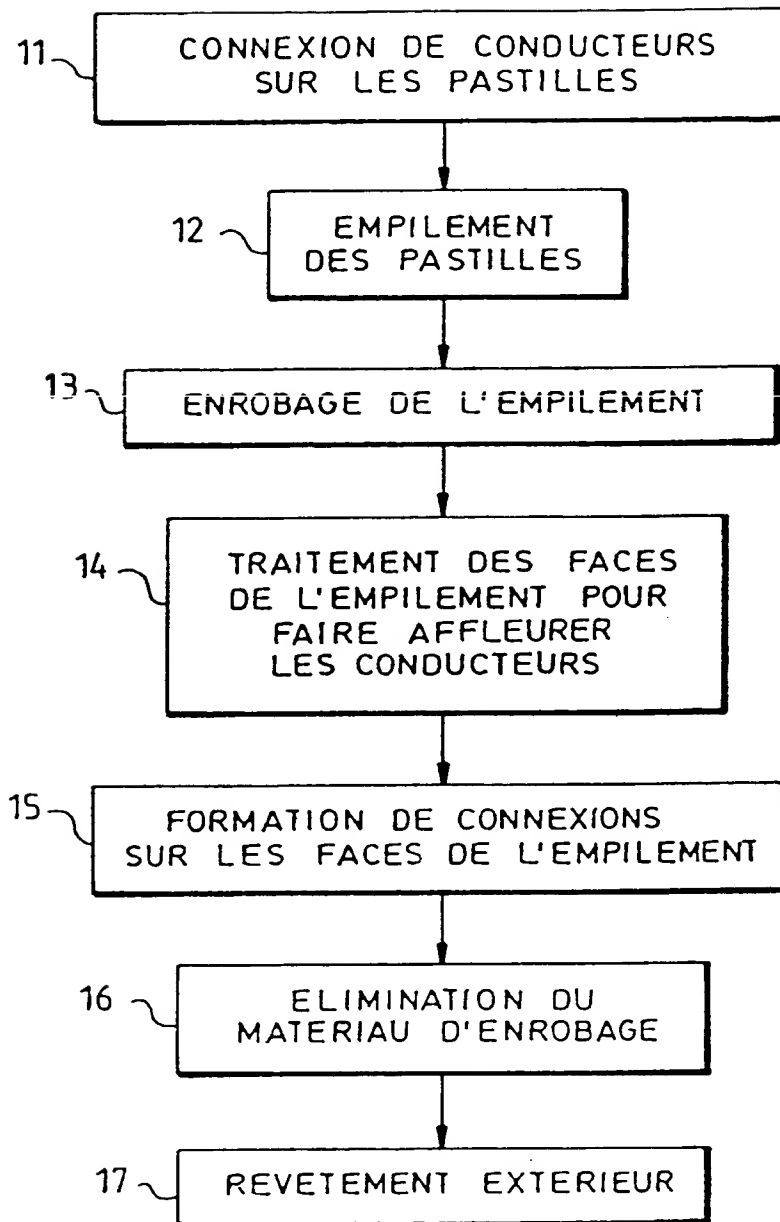 11
CONNEXION DE CONDUCTEURS
SUR LES PASTILLES
12
EMPILEMENT
DES PASTILLES
13
ENROBAGE DE L'EMPILEMENT
14
TRAITEMENT DES FACES
DE L'EMPILEMENT POUR
FAIRE AFFLEURER
LES CONDUCTEURS
15
FORMATION DE CONNEXIONS
SUR LES FACES DE L'EMPILEMENT
16
ELIMINATION DU
MATERIAU D'ENROBAGE
17
REVETEMENT EXTERIEUR